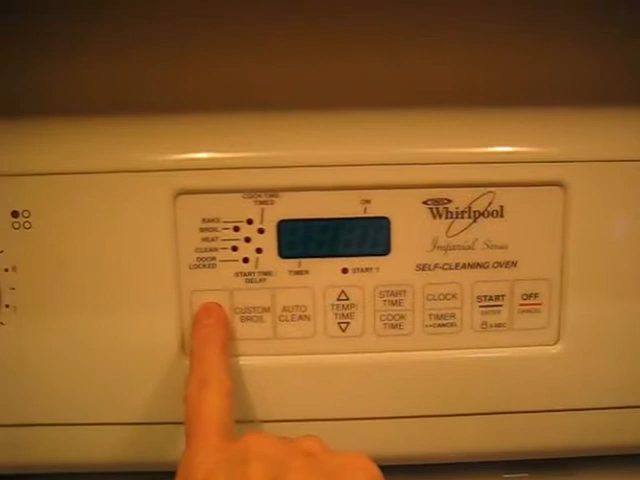 COOK TIME/
TIMED
ON
BAKE
BROIL
HEAT
CLEAN
DOOR
LOCKED
START TIME/
DELAY
TIMER
START ?
Whirlpool
Imperial Series
SELF-CLEANING OVEN
CUSTOM
BROIL
AUTO
CLEAN
TEMP/
TIME
START
TIME
COOK
TIME
CLOCK
TIMER
START
ENTER
OFF
CANCEL